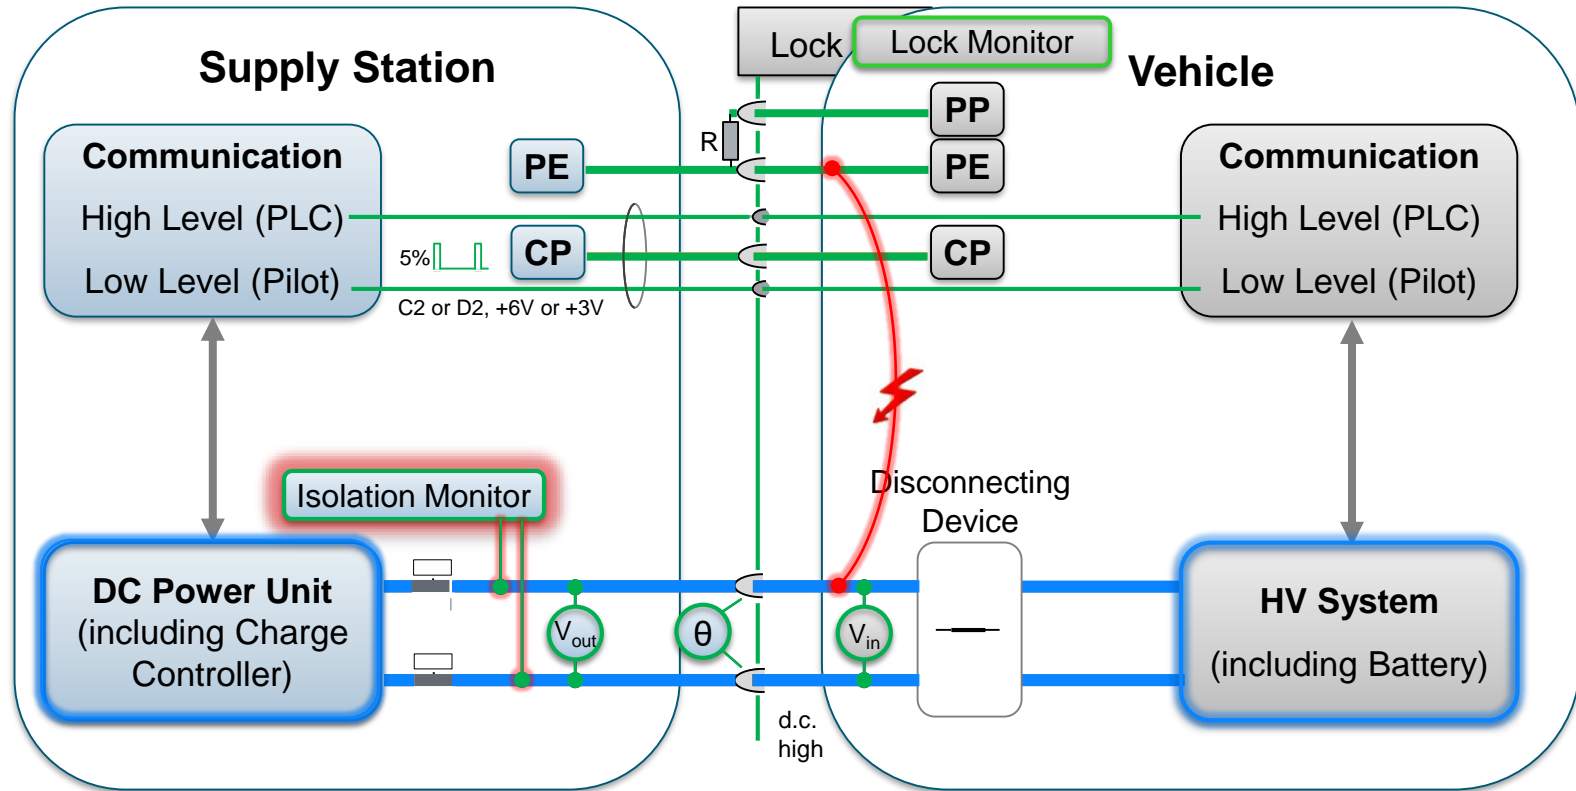 Supply Station
Lock
Lock Monitor
Vehicle
PP
R
PE
PE
Communication
High Level (PLC)
Low Level (Pilot)
5%
CP
C2 or D2, +6V or +3V
CP
Communication
High Level (PLC)
Low Level (Pilot)
Isolation Monitor
Disconnecting
Device
DC Power Unit
(including Charge
Controller)
Vout
θ
Vin
HV System
(including Battery)
d.c.
high